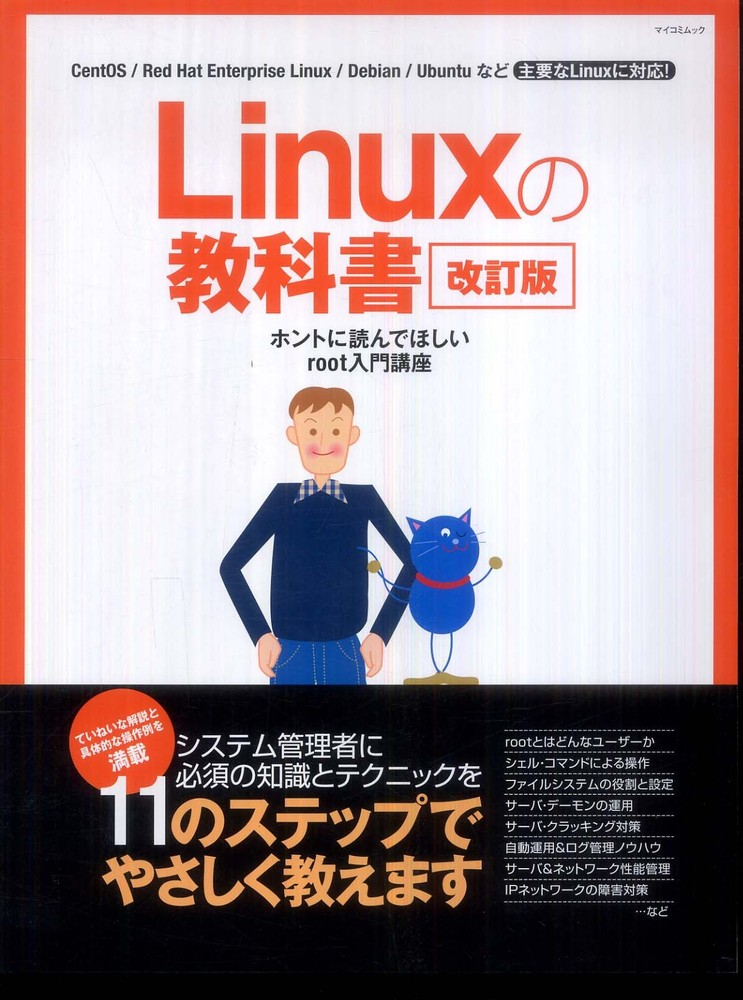 マイコミムック
CentOS / Red Hat Enterprise Linux / Debian / Ubuntu など 主要なLinuxに対応!
Linuxの
教科書 改訂版
ホントに読んでほしい
root入門講座
ていねいな解説と
具体的な操作例を
満載
システム管理者に
必須の知識とテクニックを
11のステップで
やさしく教えます
rootとはどんなユーザーか
シェル・コマンドによる操作
ファイルシステムの役割と設定
サーバ・デーモンの運用
サーバ・クラッキング対策
自動運用&ログ管理ノウハウ
サーバ&ネットワーク性能管理
IPネットワークの障害対策
…など